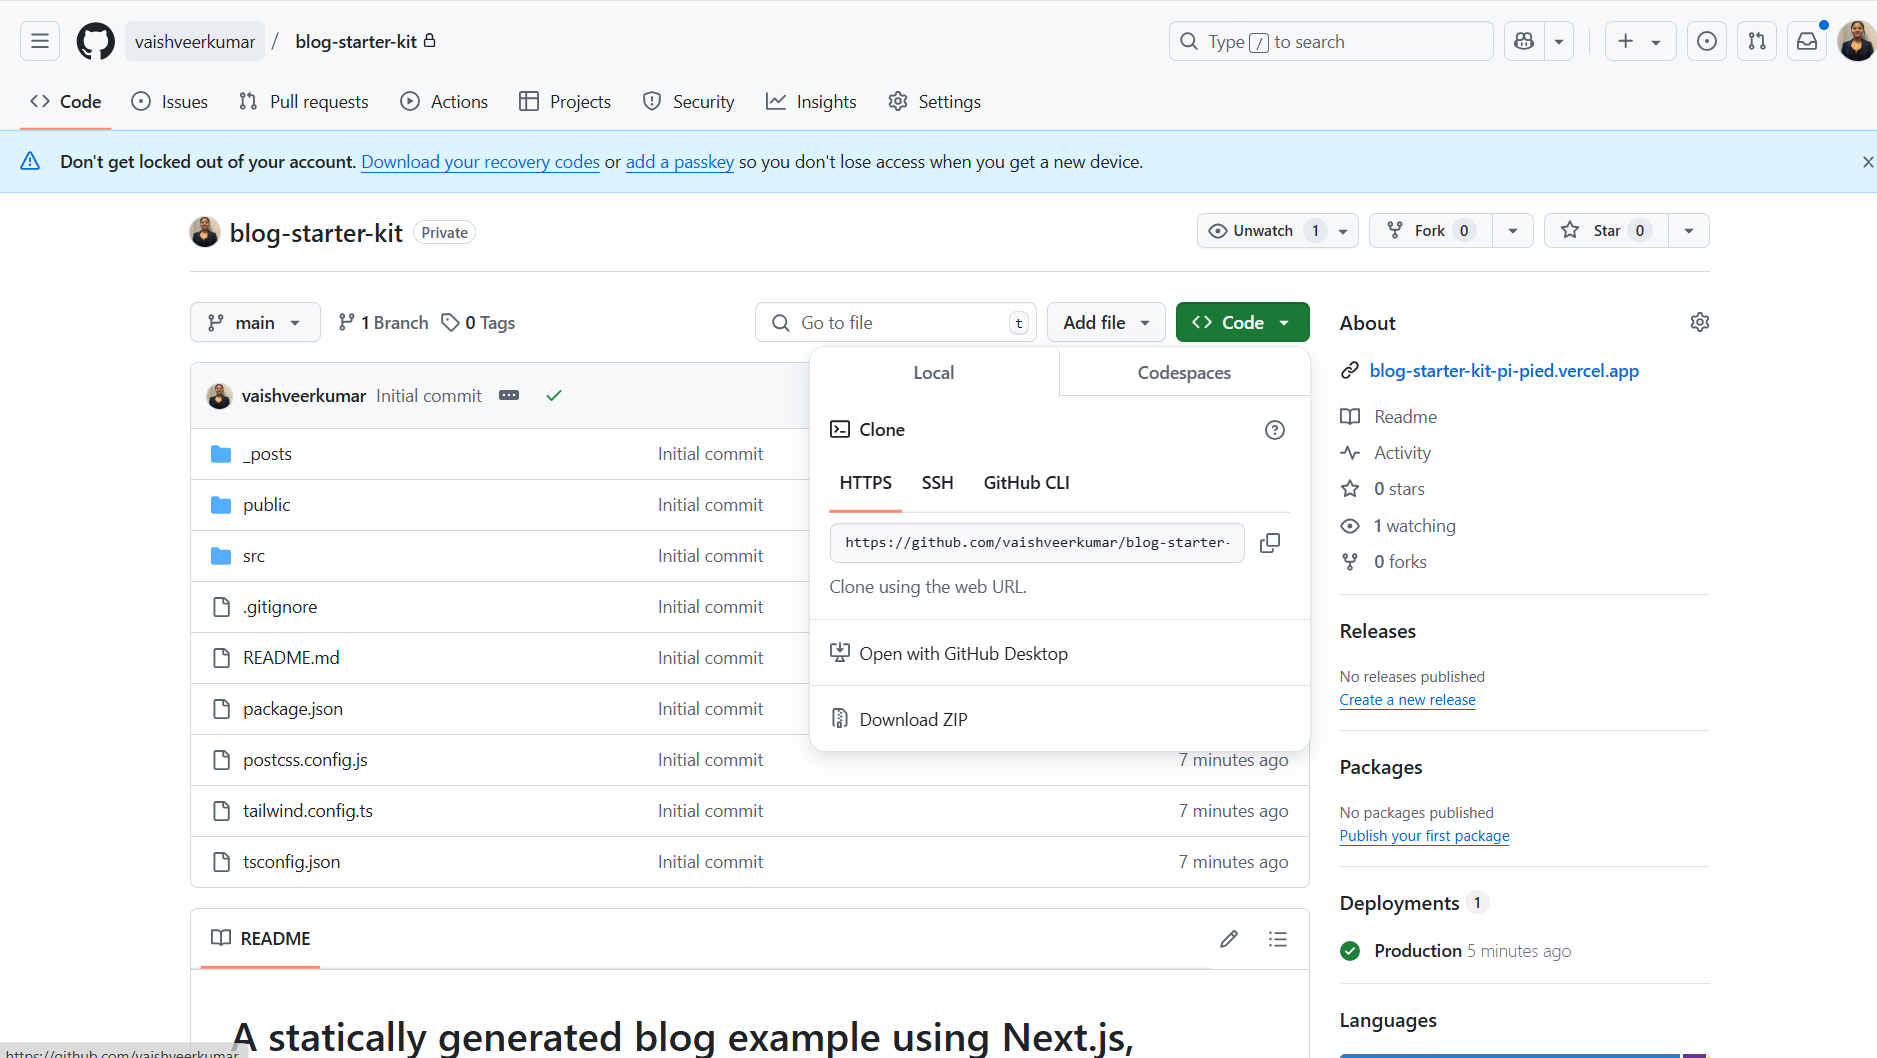 vaishveerkumar / blog-starter-kit
Type / to search
Code Issues Pull requests Actions Projects Security Insights Settings
Don't get locked out of your account. Download your recovery codes or add a passkey so you don't lose access when you get a new device.
blog-starter-kit Private
Unwatch 1 Fork 0 Star 0
main 1 Branch 0 Tags
Go to file t
Add file
Code
Local Codespaces
Clone
HTTPS SSH GitHub CLI
https://github.com/vaishveerkumar/blog-starter-
Clone using the web URL.
Open with GitHub Desktop
Download ZIP
vaishveerkumar Initial commit
_posts Initial commit
public Initial commit
src Initial commit
.gitignore Initial commit
README.md Initial commit
package.json Initial commit
postcss.config.js Initial commit 7 minutes ago
tailwind.config.ts Initial commit 7 minutes ago
tsconfig.json Initial commit 7 minutes ago
README
A statically generated blog example using Next.js,
About
blog-starter-kit-pi-pied.vercel.app
Readme
Activity
0 stars
1 watching
0 forks
Releases
No releases published
Create a new release
Packages
No packages published
Publish your first package
Deployments 1
Production 5 minutes ago
Languages
https://github.com/vaishveerkumar